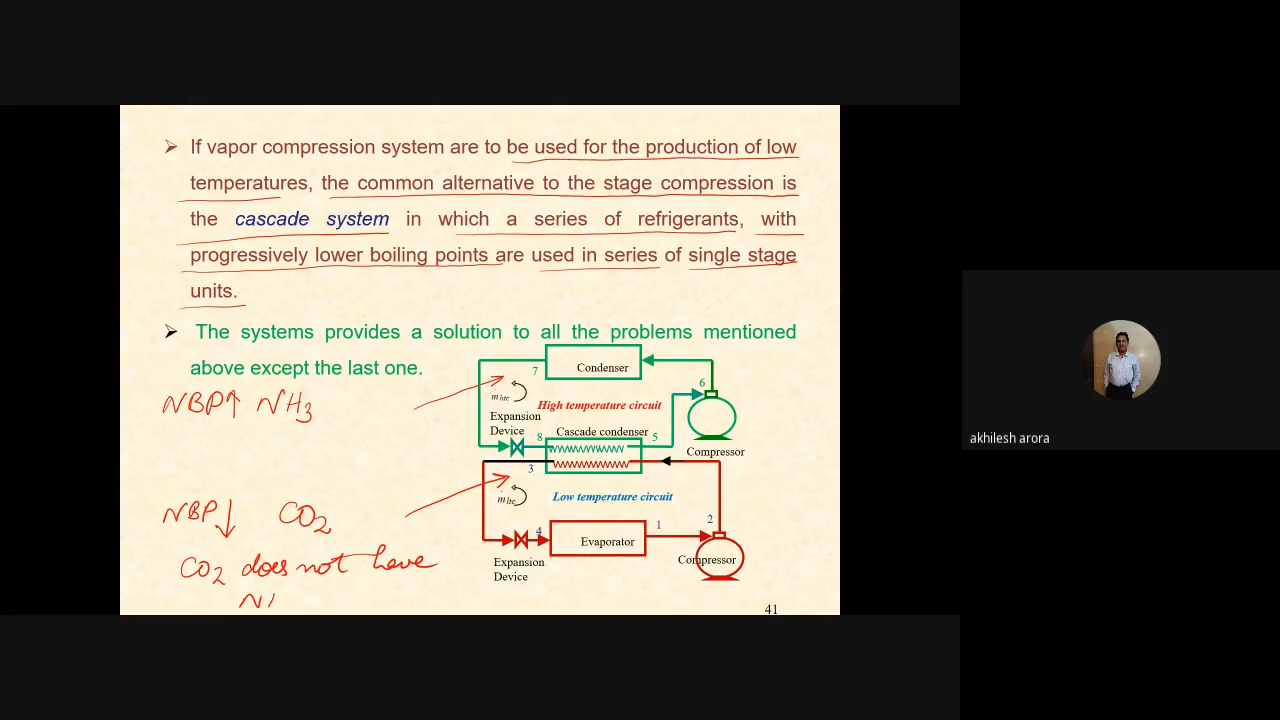 ➢ If vapor compression system are to be used for the production of low
temperatures, the common alternative to the stage compression is
the cascade system in which a series of refrigerants, with
progressively lower boiling points are used in series of single stage
units.
➢ The systems provides a solution to all the problems mentioned
above except the last one.
NBP↑ NH3
NBP↓ CO2
CO2 does not have
Condenser
7
6
ṁ htc
High temperature circuit
Expansion
Device
8
Cascade condenser
5
Compressor
3
ṁ ltc
Low temperature circuit
4
Evaporator
1
2
Compressor
Expansion
Device
41
akhilesh arora